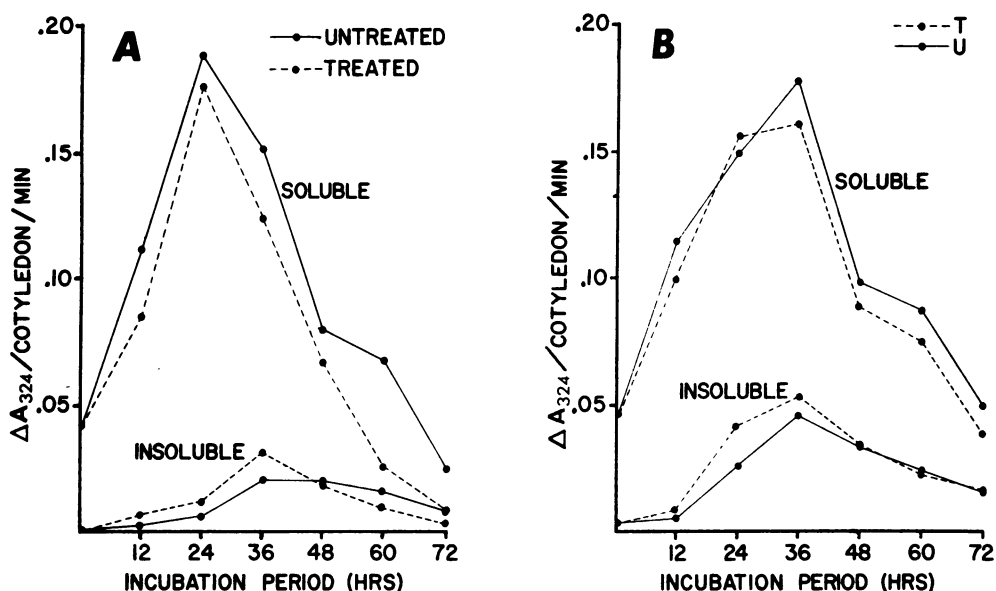 A
UNTREATED
TREATED
.20
.15
.10
.05
ΔA324/COTYLEDON/MIN
SOLUBLE
INSOLUBLE
12 24 36 48 60 72
INCUBATION PERIOD (HRS)
B
T
U
.20
.15
.10
.05
ΔA324/COTYLEDON/MIN
SOLUBLE
INSOLUBLE
12 24 36 48 60 72
INCUBATION PERIOD (HRS)